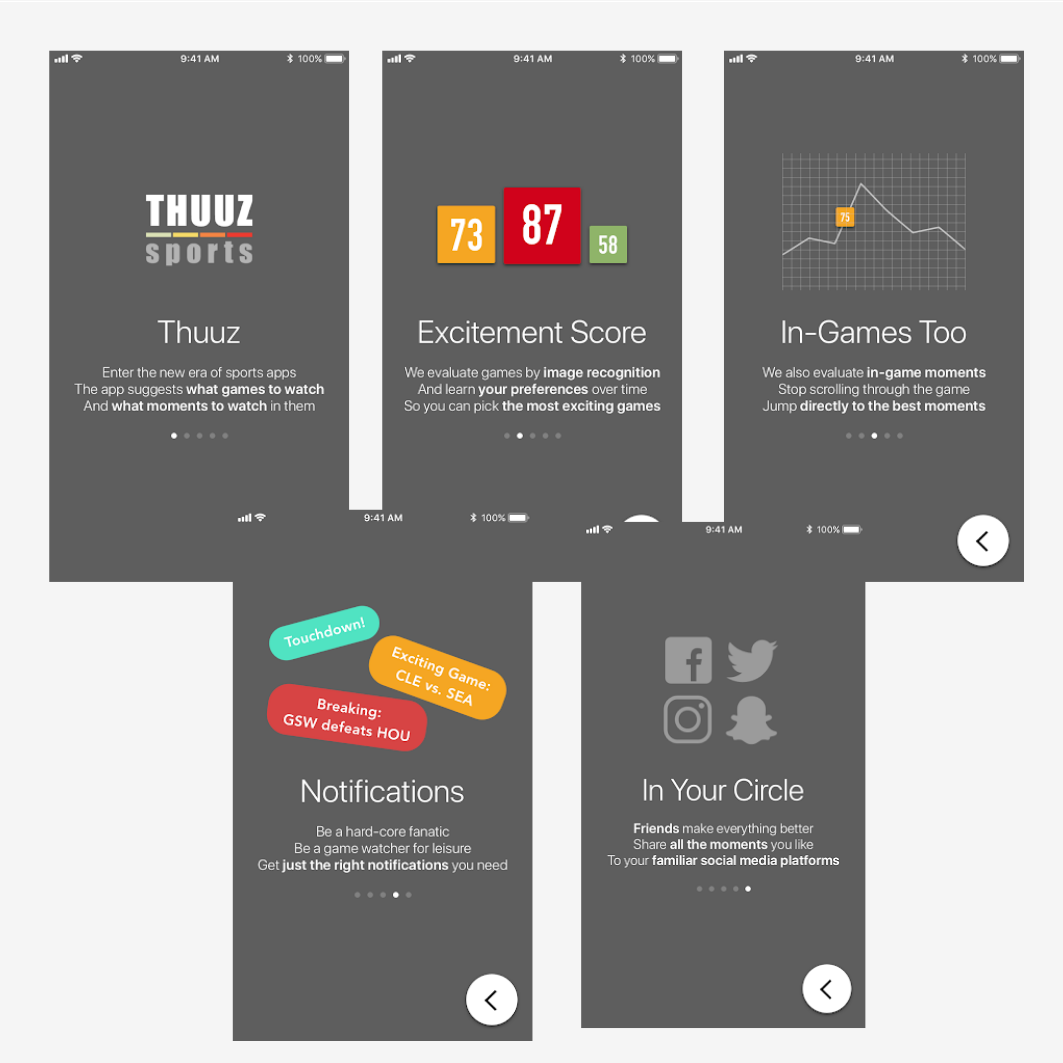 9:41 AM
100%
THUUZ
sports
Thuuz
Enter the new era of sports apps
The app suggests what games to watch
And what moments to watch in them
9:41 AM
100%
73
87
58
Excitement Score
We evaluate games by image recognition
And learn your preferences over time
So you can pick the most exciting games
9:41 AM
100%
75
In-Games Too
We also evaluate in-game moments
Stop scrolling through the game
Jump directly to the best moments
9:41 AM
100%
Touchdown!
Exciting Game:
CLE vs. SEA
Breaking:
GSW defeats HOU
Notifications
Be a hard-core fanatic
Be a game watcher for leisure
Get just the right notifications you need
9:41 AM
100%
In Your Circle
Friends make everything better
Share all the moments you like
To your familiar social media platforms